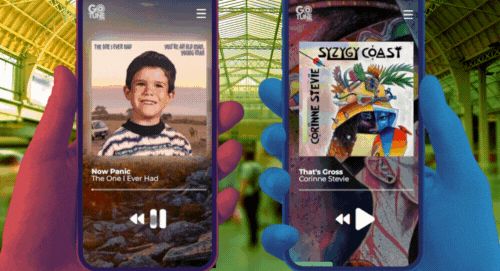 GO
TUNE
THE ONE I EVER HAD
YOU'RE AN OLD MAN,
YOUNG MAN
Now Panic
The One I Ever Had
GO
TUNE
SYZYGY COAST
CORINNE STEVIE
That's Gross
Corinne Stevie